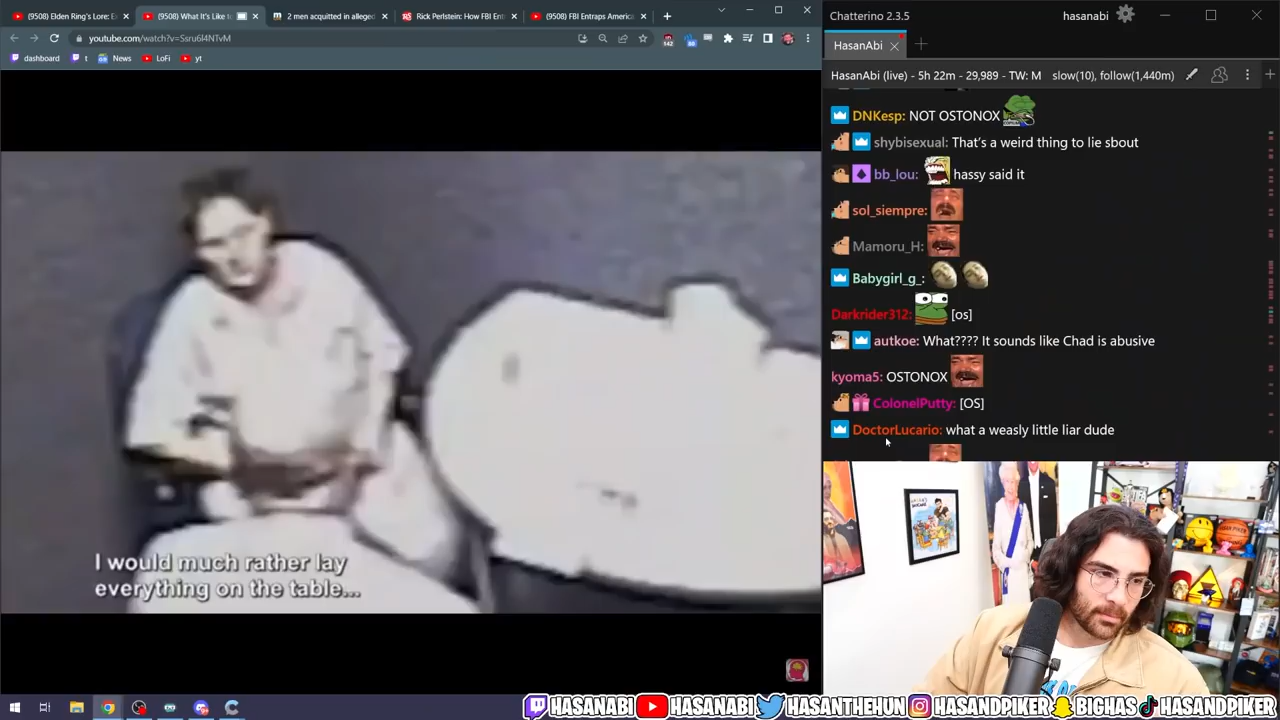 (9508) Elden Ring's Lore: E
(9508) What It's Like to
2 men acquitted in alleged
Rick Perlstein: How FBI Ent
(9508) FBI Entraps America
youtube.com/watch?v=Ssru6l4NTvM
142
dashboard
t
News
LoFi
yt
I would much rather lay
everything on the table...
Chatterino 2.3.5
hasanabi
HasanAbi
HasanAbi (live) - 5h 22m - 29,989 - TW: M
slow(10), follow(1,440m)
DNKesp: NOT OSTONOX
shybisexual: That's a weird thing to lie sbout
bb_lou: hassy said it
sol_siempre:
Mamoru_H:
Babygirl_g_:
Darkrider312: [os]
autkoe: What???? It sounds like Chad is abusive
kyoma5: OSTONOX
ColonelPutty: [OS]
DoctorLucario: what a weasly little liar dude
HASANABI
HASANABI
HASANTHEHUN
HASANDPIKER
BIGHAS
HASANDPIKER